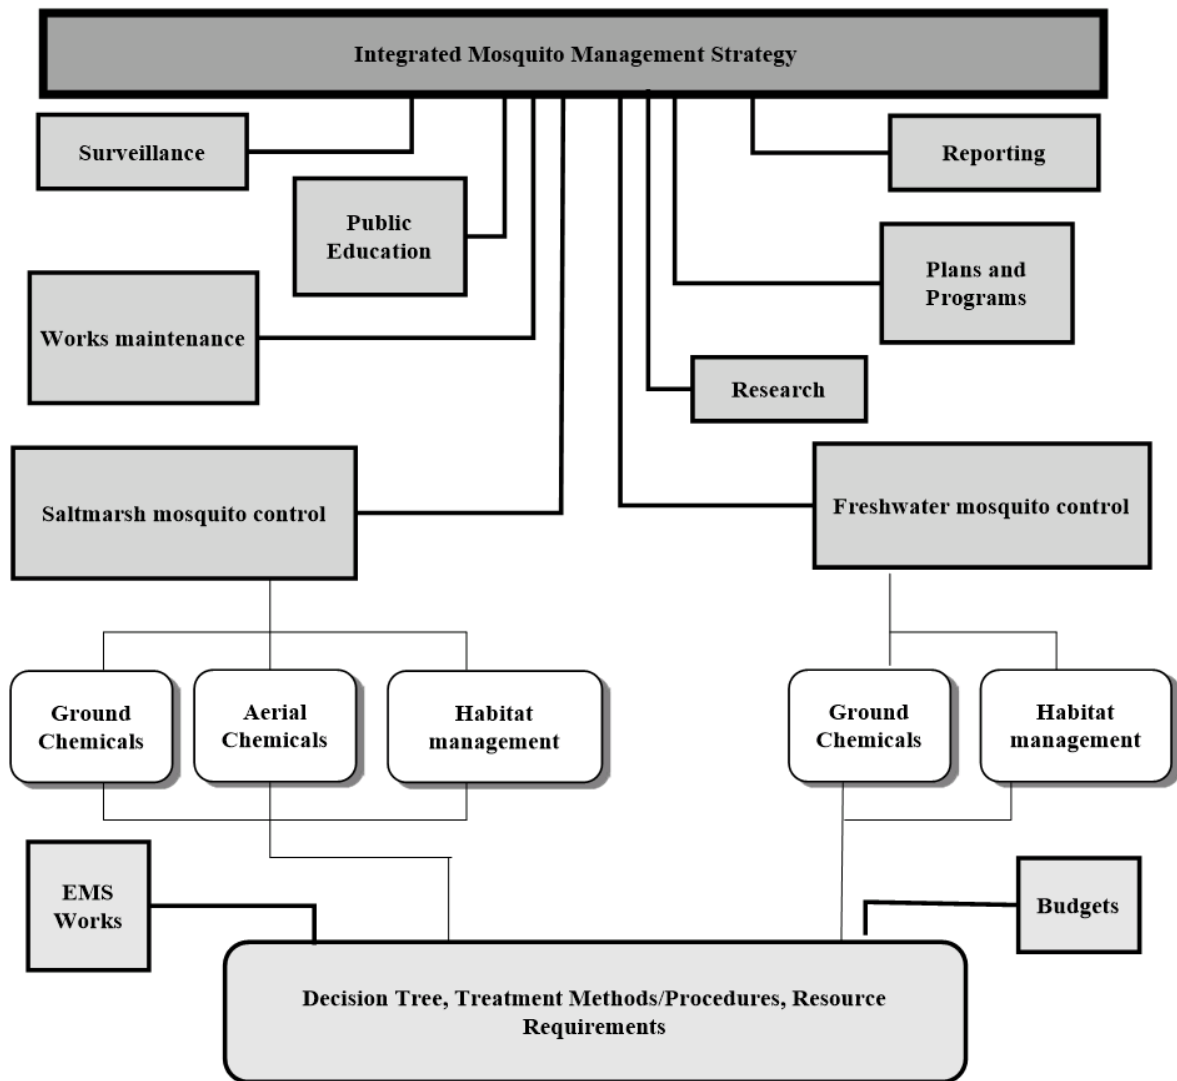 Integrated Mosquito Management Strategy
Surveillance
Reporting
Public
Education
Plans and
Programs
Works maintenance
Research
Saltmarsh mosquito control
Freshwater mosquito control
Ground
Chemicals
Aerial
Chemicals
Habitat
management
Ground
Chemicals
Habitat
management
EMS
Works
Budgets
Decision Tree, Treatment Methods/Procedures, Resource
Requirements